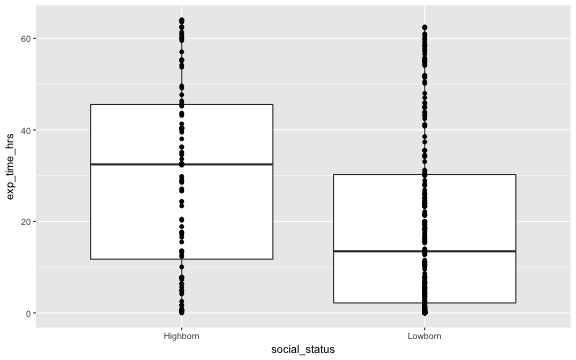 60
40
20
0
exp_time_hrs
Highborn
Lowborn
social_status